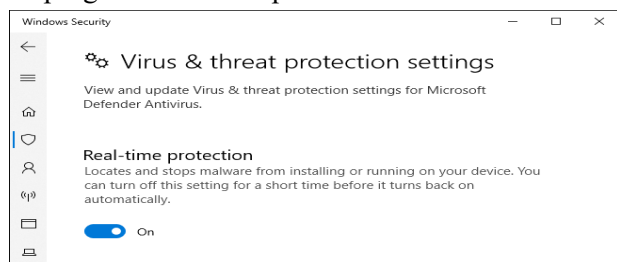 Windows Security
Virus & threat protection settings
View and update Virus & threat protection settings for Microsoft
Defender Antivirus.
Real-time protection
Locates and stops malware from installing or running on your device. You
can turn off this setting for a short time before it turns back on
automatically.
On